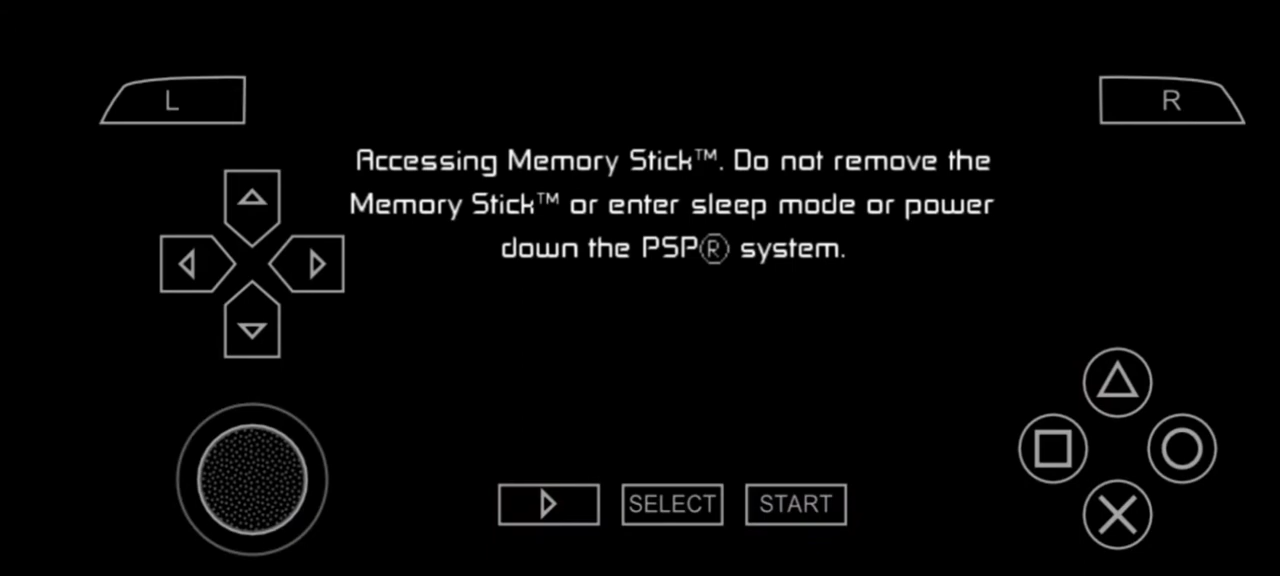 L
R
Accessing Memory Stick™. Do not remove the
Memory Stick™ or enter sleep mode or power
down the PSP® system.
SELECT
START